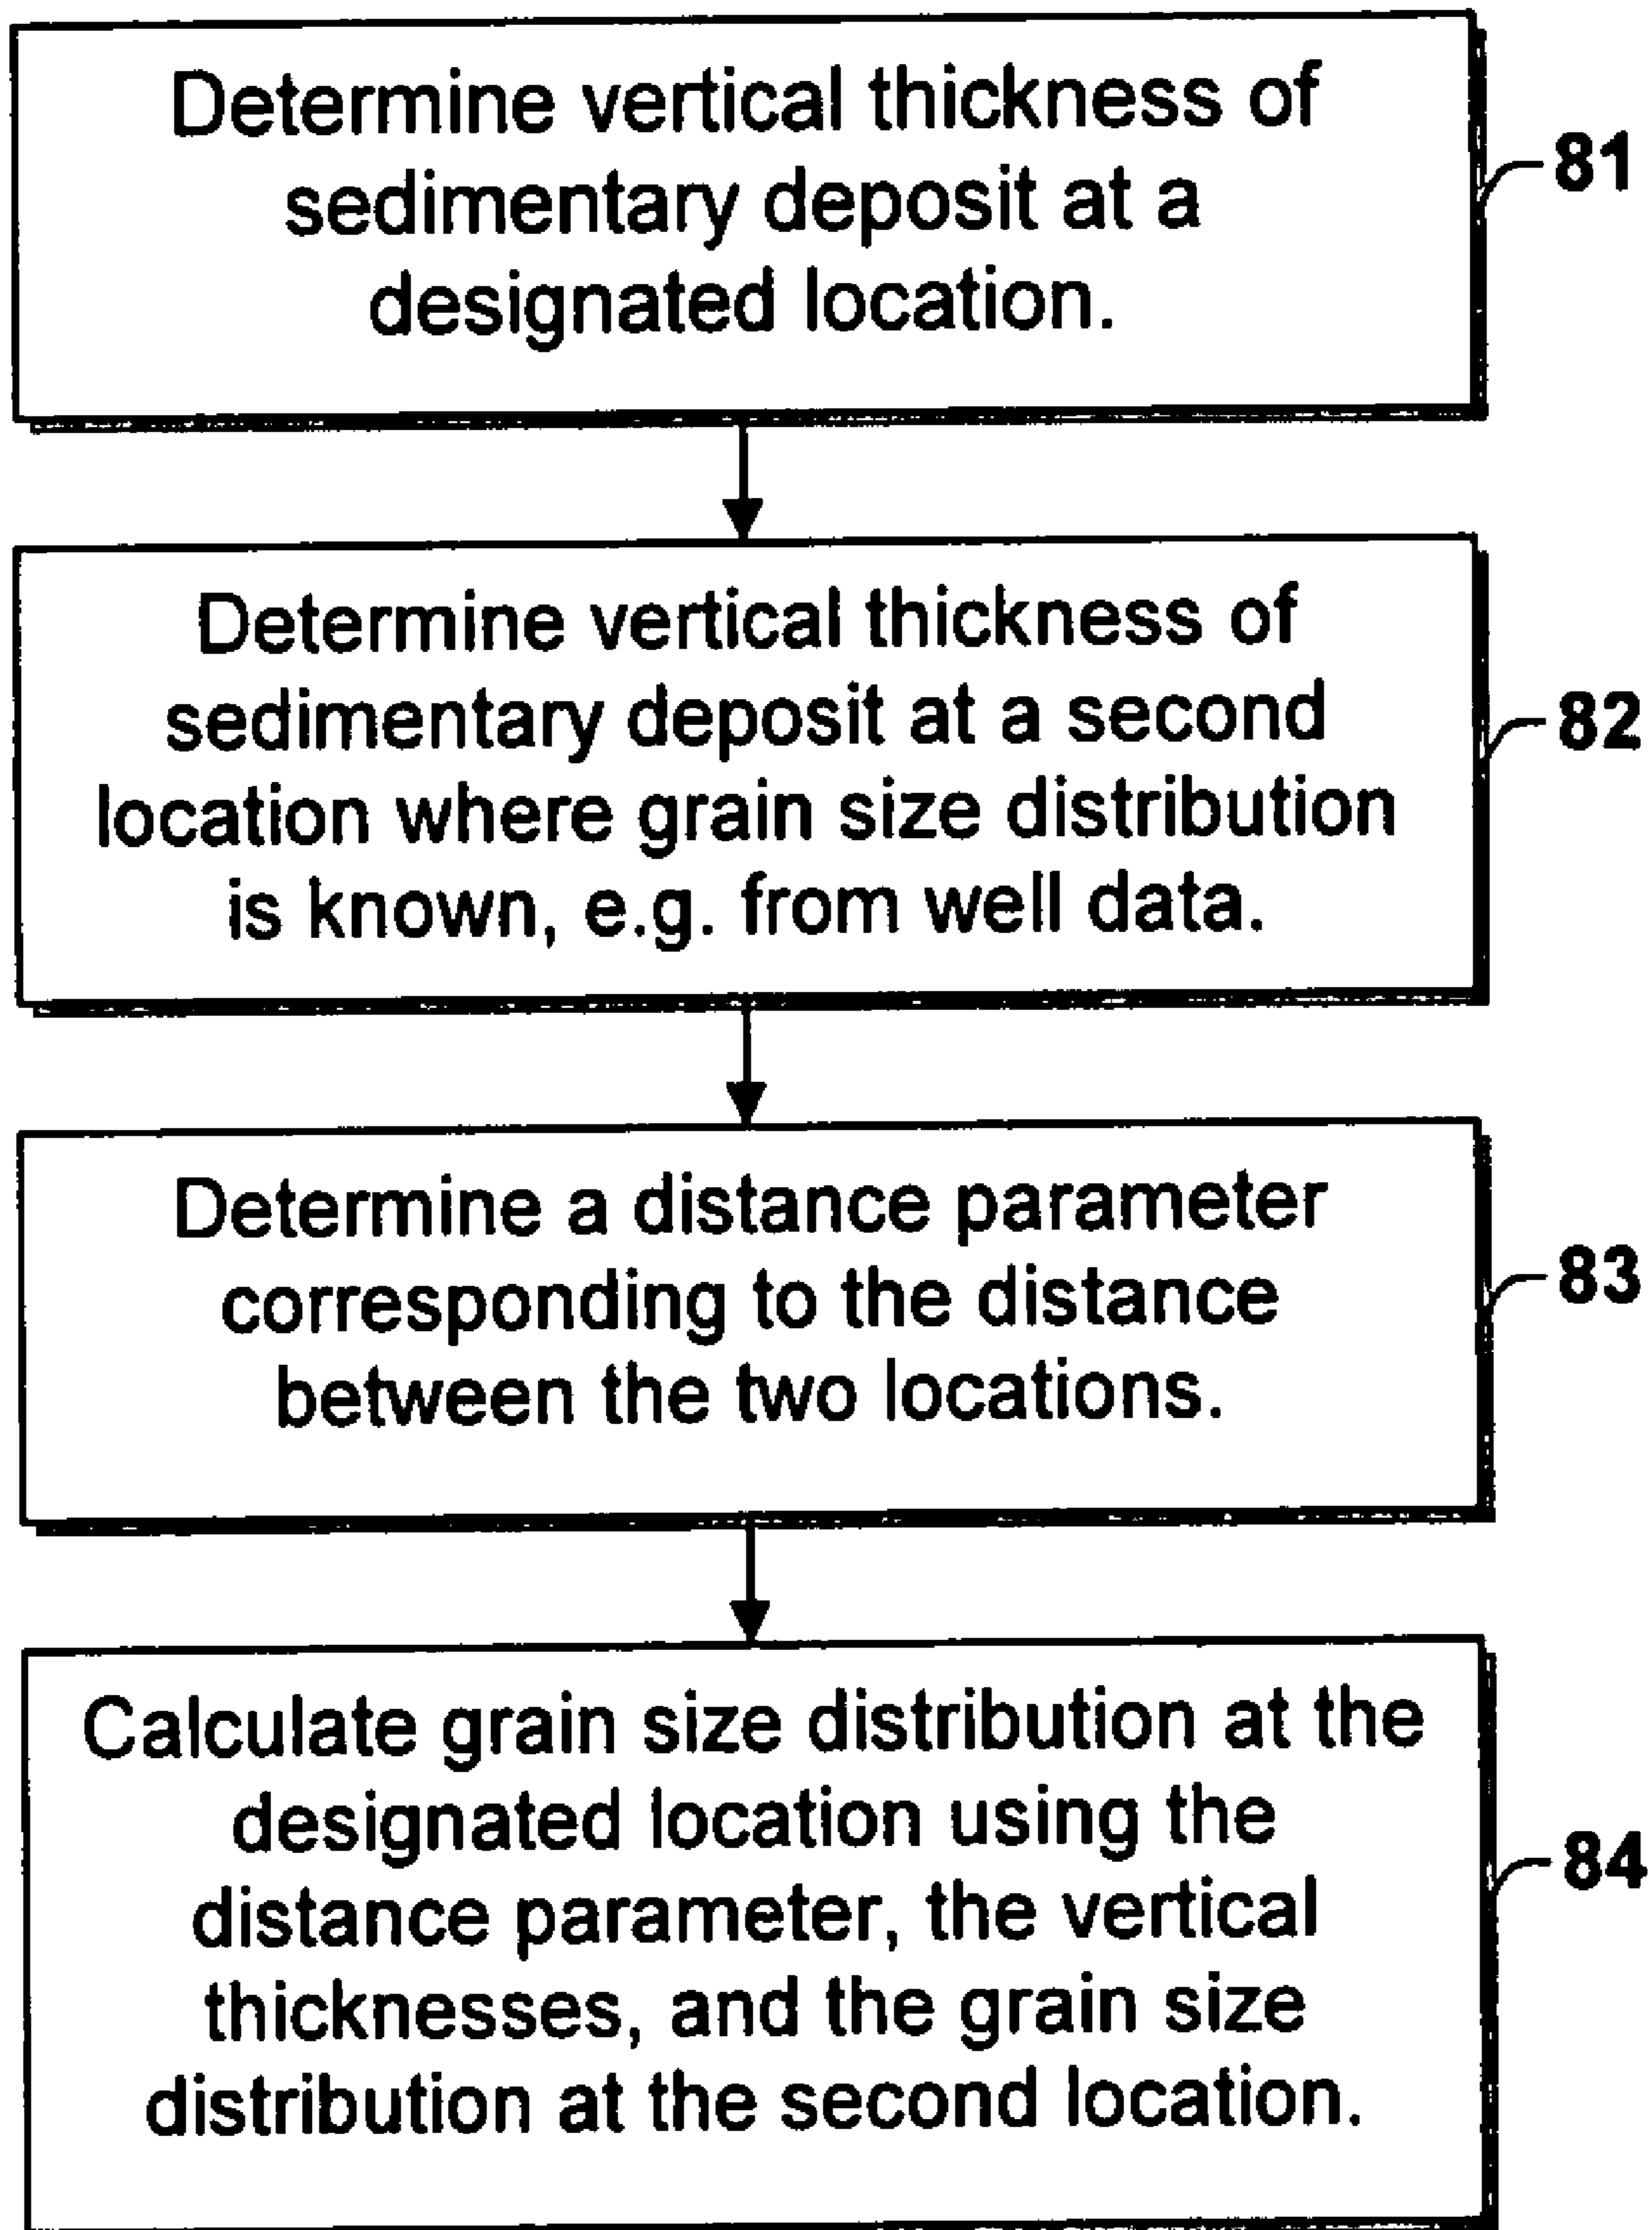 Determine vertical thickness of
sedimentary deposit at a
designated location.
81
Determine vertical thickness of
sedimentary deposit at a second
location where grain size distribution
is known, e.g. from well data.
82
Determine a distance parameter
corresponding to the distance
between the two locations.
83
Calculate grain size distribution at the
designated location using the
distance parameter, the vertical
thicknesses, and the grain size
distribution at the second location.
84